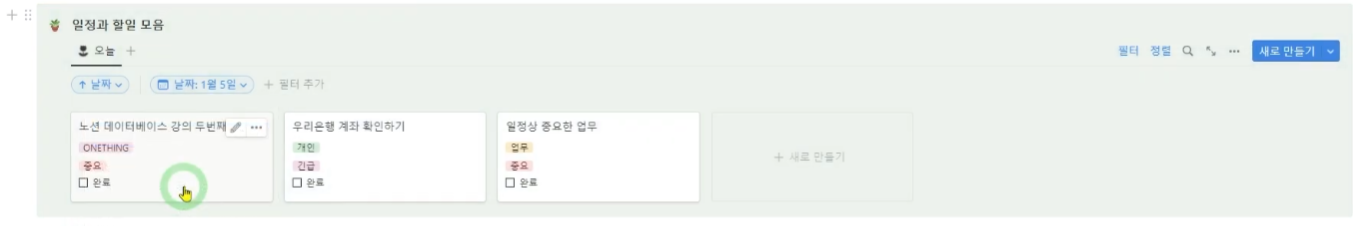 일정과 할일 모음
오늘
필터 정렬 새로 만들기
날짜 날짜: 1월 5일 + 필터 추가
노션 데이터베이스 강의 두번째
ONETHING
중요
완료
우리은행 계좌 확인하기
개인
긴급
완료
일정상 중요한 업무
업무
중요
완료
+ 새로 만들기